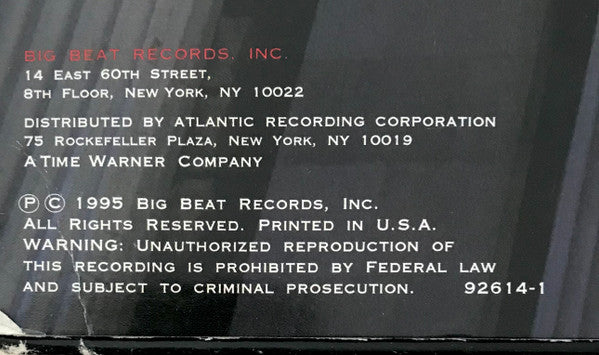 BIG BEAT RECORDS, INC.
14 EAST 60TH STREET,
8TH FLOOR, NEW YORK, NY 10022
DISTRIBUTED BY ATLANTIC RECORDING CORPORATION
75 ROCKEFELLER PLAZA, NEW YORK, NY 10019
A TIME WARNER COMPANY
Ⓟ © 1995 BIG BEAT RECORDS, INC.
ALL RIGHTS RESERVED. PRINTED IN U.S.A.
WARNING: UNAUTHORIZED REPRODUCTION OF
THIS RECORDING IS PROHIBITED BY FEDERAL LAW
AND SUBJECT TO CRIMINAL PROSECUTION. 92614-1